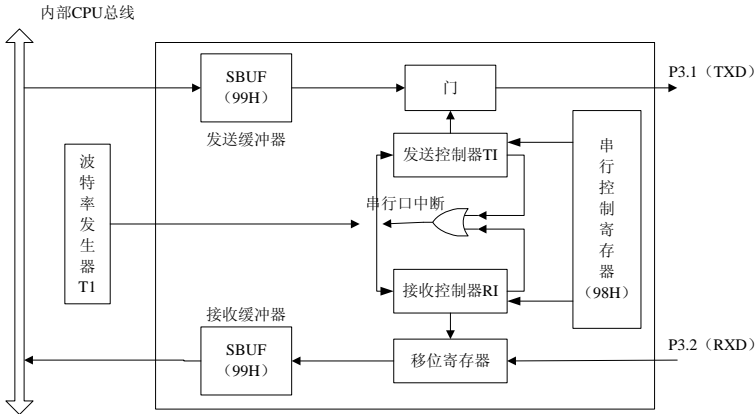 内部CPU总线
SBUF
（99H）
发送缓冲器
门
P3.1（TXD）
发送控制器TI
波
特
率
发
生
器
T1
串行口中断
串
行
控
制
寄
存
器
(98H)
接收控制器RI
接收缓冲器
SBUF
（99H）
移位寄存器
P3.2（RXD）